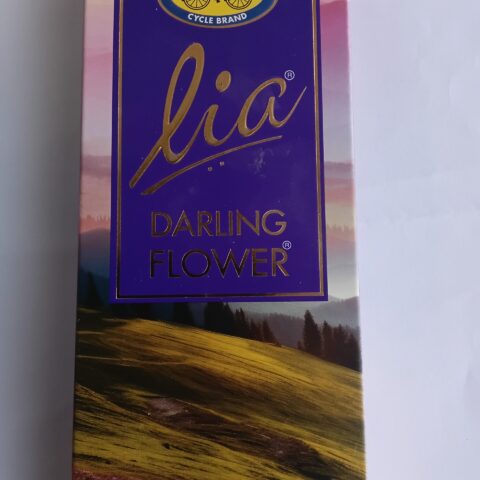 CYCLE BRAND
lia®
DARLING
FLOWER®